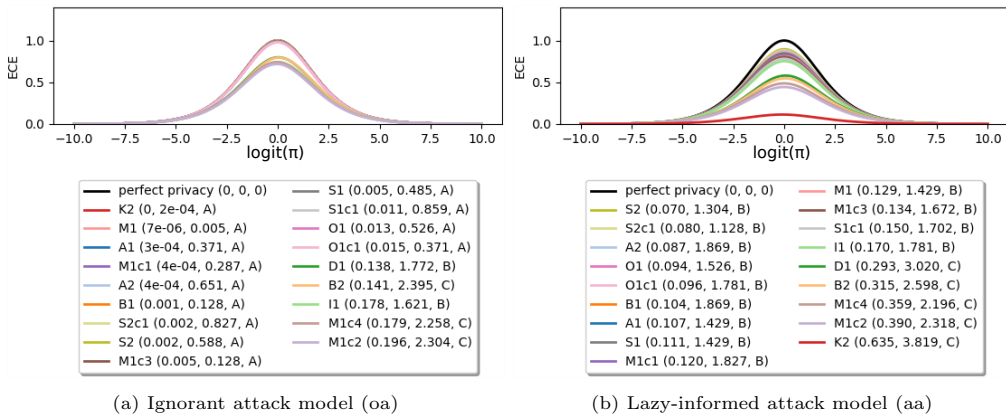 ECE
1.0
0.5
0.0
-10.0 -7.5 -5.0 -2.5 0.0 2.5 5.0 7.5 10.0
logit(π)
perfect privacy (0, 0, 0)
K2 (0, 2e-04, A)
M1 (7e-06, 0.005, A)
A1 (3e-04, 0.371, A)
M1c1 (4e-04, 0.287, A)
A2 (4e-04, 0.651, A)
B1 (0.001, 0.128, A)
S2c1 (0.002, 0.827, A)
S2 (0.002, 0.588, A)
M1c3 (0.005, 0.128, A)
S1 (0.005, 0.485, A)
S1c1 (0.011, 0.859, A)
O1 (0.013, 0.526, A)
O1c1 (0.015, 0.371, A)
D1 (0.138, 1.772, B)
B2 (0.141, 2.395, C)
I1 (0.178, 1.621, B)
M1c4 (0.179, 2.258, C)
M1c2 (0.196, 2.304, C)
(a) Ignorant attack model (oa)
ECE
1.0
0.5
0.0
-10.0 -7.5 -5.0 -2.5 0.0 2.5 5.0 7.5 10.0
logit(π)
perfect privacy (0, 0, 0)
S2 (0.070, 1.304, B)
S2c1 (0.080, 1.128, B)
A2 (0.087, 1.869, B)
O1 (0.094, 1.526, B)
O1c1 (0.096, 1.781, B)
B1 (0.104, 1.869, B)
A1 (0.107, 1.429, B)
S1 (0.111, 1.429, B)
M1c1 (0.120, 1.827, B)
M1 (0.129, 1.429, B)
M1c3 (0.134, 1.672, B)
S1c1 (0.150, 1.702, B)
I1 (0.170, 1.781, B)
D1 (0.293, 3.020, C)
B2 (0.315, 2.598, C)
M1c4 (0.359, 2.196, C)
M1c2 (0.390, 2.318, C)
K2 (0.635, 3.819, C)
(b) Lazy-informed attack model (aa)